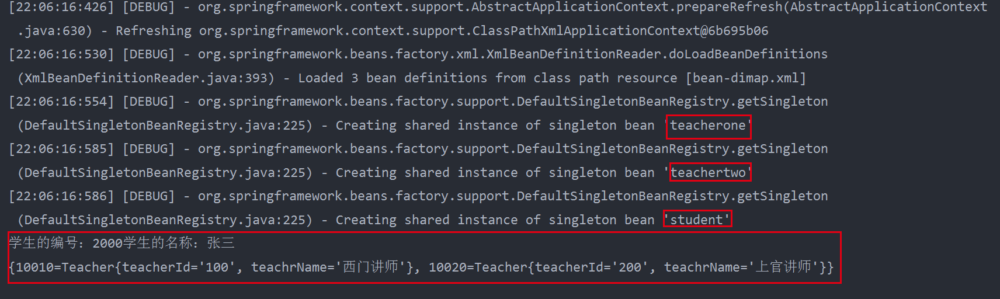 [22:06:16:426] [DEBUG] - org.springframework.context.support.AbstractApplicationContext.prepareRefresh(AbstractApplicationContext
.java:630) - Refreshing org.springframework.context.support.ClassPathXmlApplicationContext@6b695b06
[22:06:16:530] [DEBUG] - org.springframework.beans.factory.xml.XmlBeanDefinitionReader.doLoadBeanDefinitions
(XmlBeanDefinitionReader.java:393) - Loaded 3 bean definitions from class path resource [bean-dimap.xml]
[22:06:16:554] [DEBUG] - org.springframework.beans.factory.support.DefaultSingletonBeanRegistry.getSingleton
(DefaultSingletonBeanRegistry.java:225) - Creating shared instance of singleton bean 'teacherone'
[22:06:16:585] [DEBUG] - org.springframework.beans.factory.support.DefaultSingletonBeanRegistry.getSingleton
(DefaultSingletonBeanRegistry.java:225) - Creating shared instance of singleton bean 'teachertwo'
[22:06:16:586] [DEBUG] - org.springframework.beans.factory.support.DefaultSingletonBeanRegistry.getSingleton
(DefaultSingletonBeanRegistry.java:225) - Creating shared instance of singleton bean 'student'
学生的编号：2000学生的名称：张三
{10010=Teacher{teacherId='100', teachrName='西门讲师'}, 10020=Teacher{teacherId='200', teachrName='上官讲师'}}